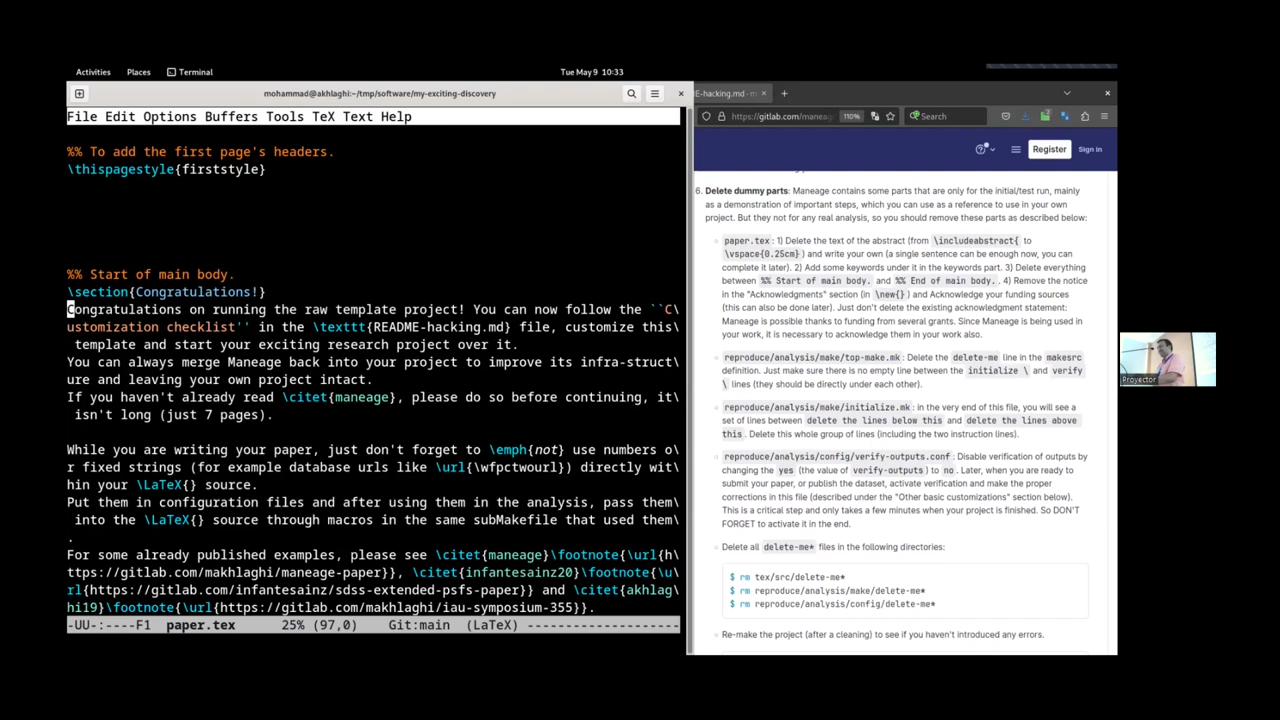 Activities Places Terminal Tue May 9 10:33
mohammad@akhlaghi:~/tmp/software/my-exciting-discovery
File Edit Options Buffers Tools TeX Text Help
%% To add the first page's headers.
\thispagestyle{firststyle}
%% Start of main body.
\section{Congratulations!}
Congratulations on running the raw template project! You can now follow the ``C\
ustomization checklist'' in the \texttt{README-hacking.md} file, customize this
template and start your exciting research project over it.
You can always merge Maneage back into your project to improve its infra-struct\
ure and leaving your own project intact.
If you haven't already read \citet{maneage}, please do so before continuing, it\
isn't long (just 7 pages).
While you are writing your paper, just don't forget to \emph{not} use numbers o\
r fixed strings (for example database urls like \url{\wfpctwourl}) directly wit\
hin your \LaTeX{} source.
Put them in configuration files and after using them in the analysis, pass them\
into the \LaTeX{} source through macros in the same subMakefile that used them\
.
For some already published examples, please see \citet{maneage}\footnote{\url{h\
ttps://gitlab.com/makhlaghi/maneage-paper}}, \citet{infantesainz20}\footnote{\u\
rl{https://gitlab.com/infantesainz/sdss-extended-psfs-paper}} and \citet{akhlag\
hi19}\footnote{\url{https://gitlab.com/makhlaghi/iau-symposium-355}}.
-UU-:----F1 paper.tex 25% (97,0) Git:main (LaTeX) --------------------
E-hacking.md - m
https://gitlab.com/maneag 110% Search
Register Sign in
6. Delete dummy parts: Maneage contains some parts that are only for the initial/test run, mainly
as a demonstration of important steps, which you can use as a reference to use in your own
project. But they not for any real analysis, so you should remove these parts as described below:
paper.tex : 1) Delete the text of the abstract (from \includeabstract{ to
\vspace{0.25cm} ) and write your own (a single sentence can be enough now, you can
complete it later). 2) Add some keywords under it in the keywords part. 3) Delete everything
between %% Start of main body. and %% End of main body. . 4) Remove the notice
in the "Acknowledgments" section (in \new{} ) and Acknowledge your funding sources
(this can also be done later). Just don't delete the existing acknowledgment statement:
Maneage is possible thanks to funding from several grants. Since Maneage is being used in
your work, it is necessary to acknowledge them in your work also.
reproduce/analysis/make/top-make.mk : Delete the delete-me line in the makesrc
definition. Just make sure there is no empty line between the initialize \ and verify
\ lines (they should be directly under each other).
reproduce/analysis/make/initialize.mk : in the very end of this file, you will see a
set of lines between delete the lines below this and delete the lines above
this . Delete this whole group of lines (including the two instruction lines).
reproduce/analysis/config/verify-outputs.conf : Disable verification of outputs by
changing the yes (the value of verify-outputs ) to no . Later, when you are ready to
submit your paper, or publish the dataset, activate verification and make the proper
corrections in this file (described under the "Other basic customizations" section below).
This is a critical step and only takes a few minutes when your project is finished. So DON'T
FORGET to activate it in the end.
Delete all delete-me* files in the following directories:
$ rm tex/src/delete-me*
$ rm reproduce/analysis/make/delete-me*
$ rm reproduce/analysis/config/delete-me*
Re-make the project (after a cleaning) to see if you haven't introduced any errors.
Proyector